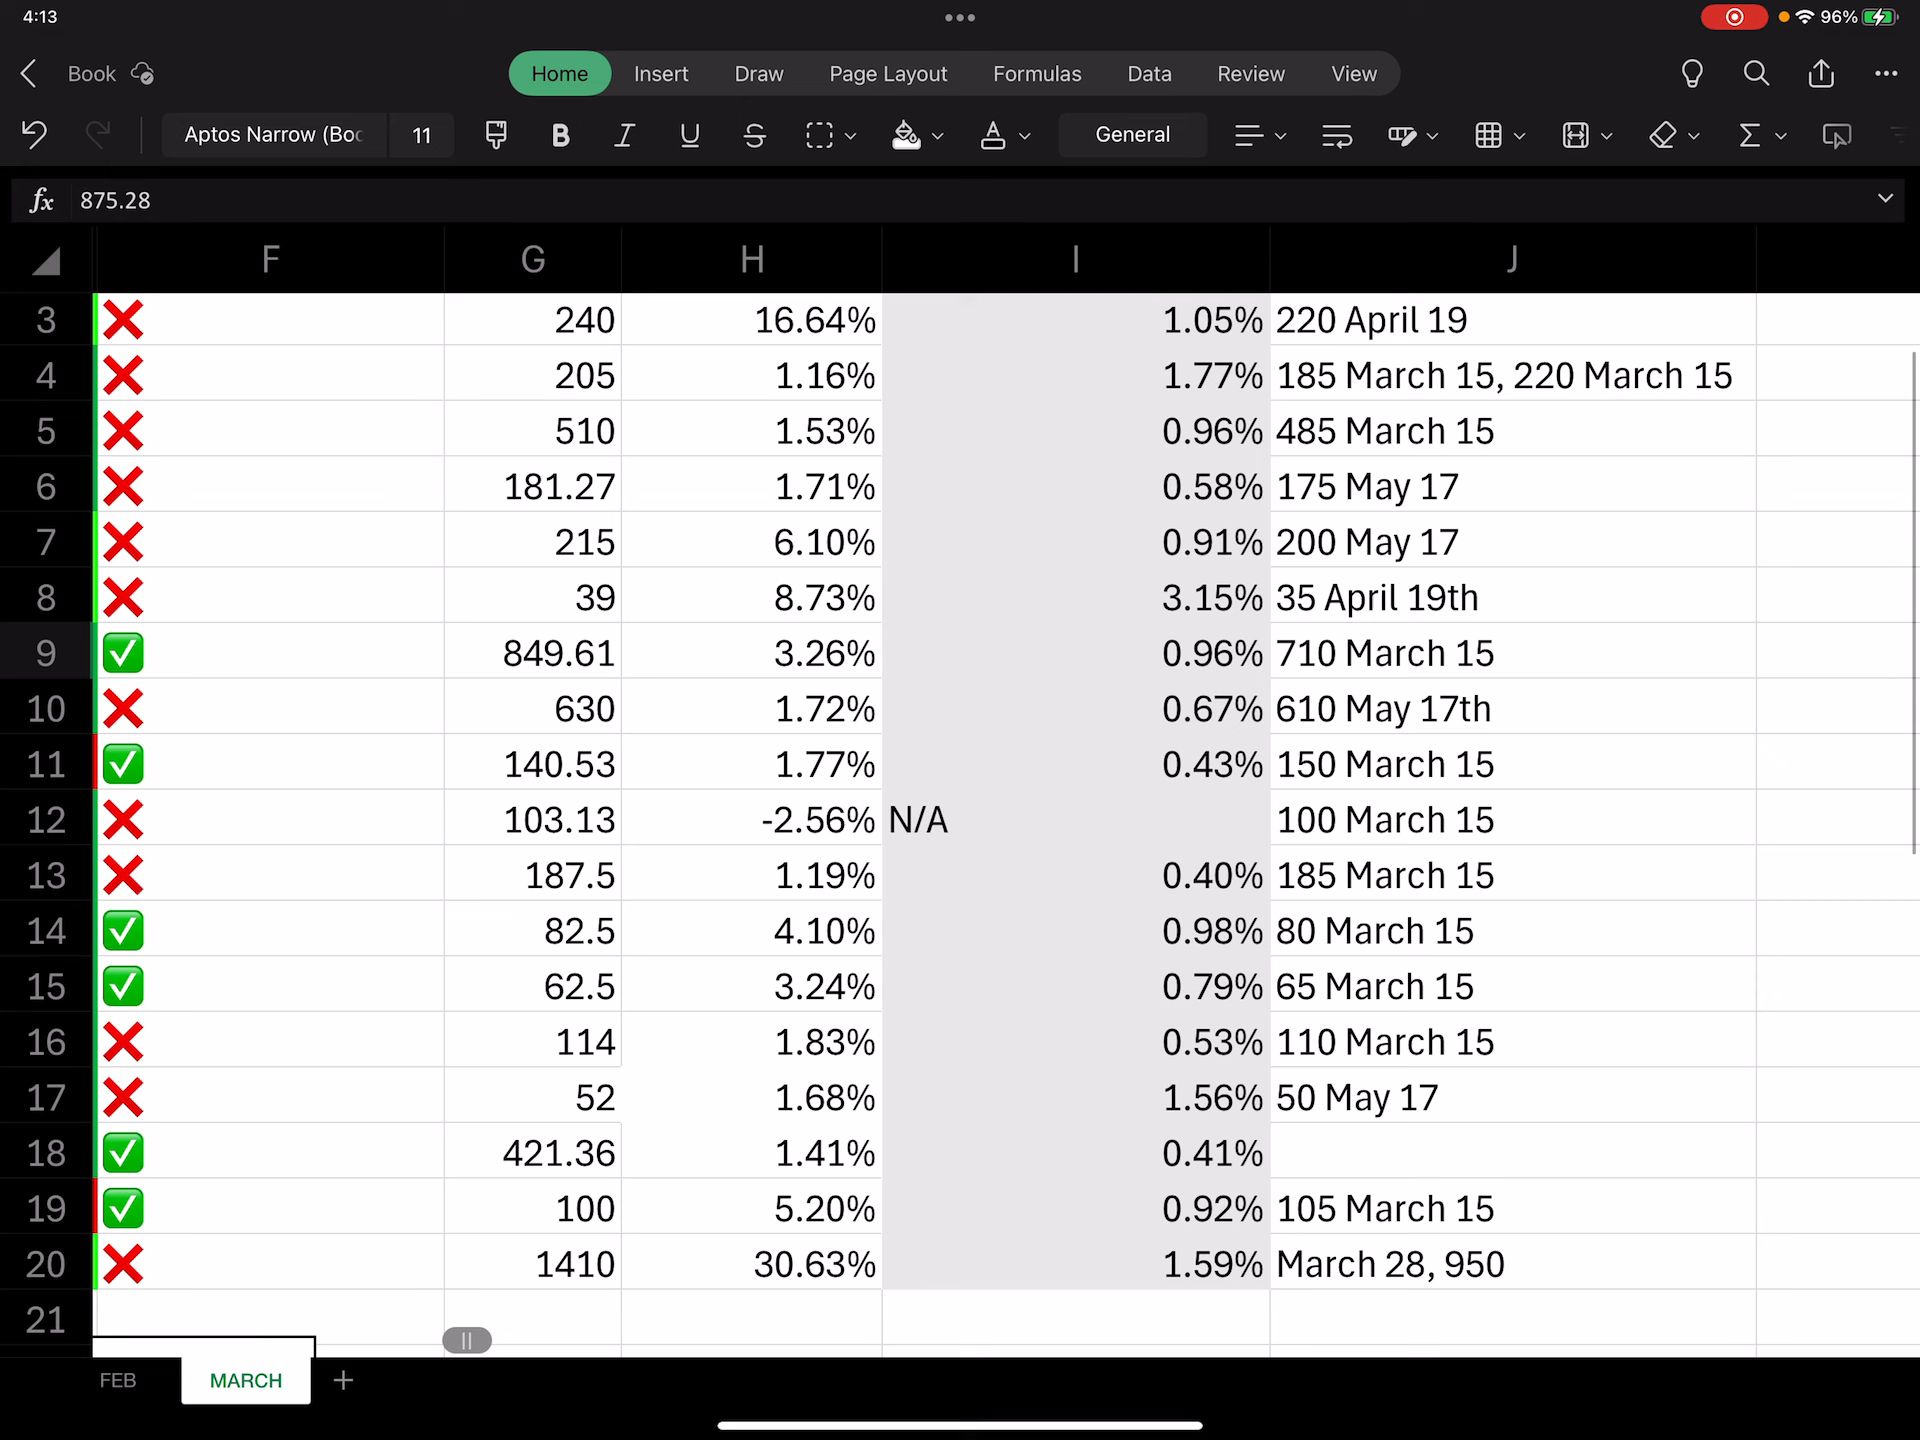 4:13
96%
Book
Home Insert Draw Page Layout Formulas Data Review View
Aptos Narrow (Boc 11 B I U S A General Σ
fx 875.28
F G H I J
3 240 16.64% 1.05% 220 April 19
4 205 1.16% 1.77% 185 March 15, 220 March 15
5 510 1.53% 0.96% 485 March 15
6 181.27 1.71% 0.58% 175 May 17
7 215 6.10% 0.91% 200 May 17
8 39 8.73% 3.15% 35 April 19th
9 849.61 3.26% 0.96% 710 March 15
10 630 1.72% 0.67% 610 May 17th
11 140.53 1.77% 0.43% 150 March 15
12 103.13 -2.56% N/A 100 March 15
13 187.5 1.19% 0.40% 185 March 15
14 82.5 4.10% 0.98% 80 March 15
15 62.5 3.24% 0.79% 65 March 15
16 114 1.83% 0.53% 110 March 15
17 52 1.68% 1.56% 50 May 17
18 421.36 1.41% 0.41%
19 100 5.20% 0.92% 105 March 15
20 1410 30.63% 1.59% March 28, 950
21
FEB MARCH +